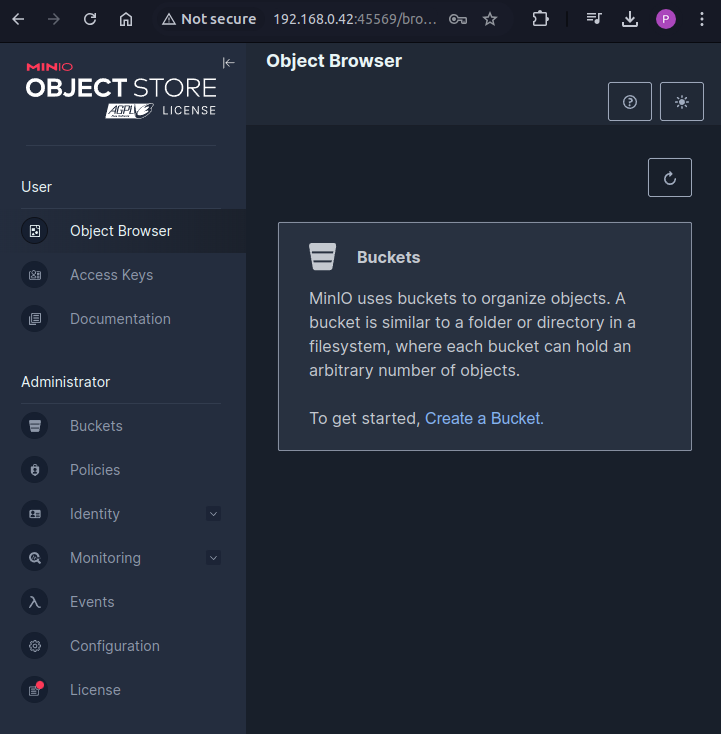 Not secure 192.168.0.42:45569/bro...
P
MINIO
OBJECT STORE
AGPL v3 LICENSE
Object Browser
User
Object Browser
Access Keys
Documentation
Administrator
Buckets
Policies
Identity
Monitoring
Events
Configuration
License
Buckets
MinIO uses buckets to organize objects. A
bucket is similar to a folder or directory in a
filesystem, where each bucket can hold an
arbitrary number of objects.
To get started, Create a Bucket.